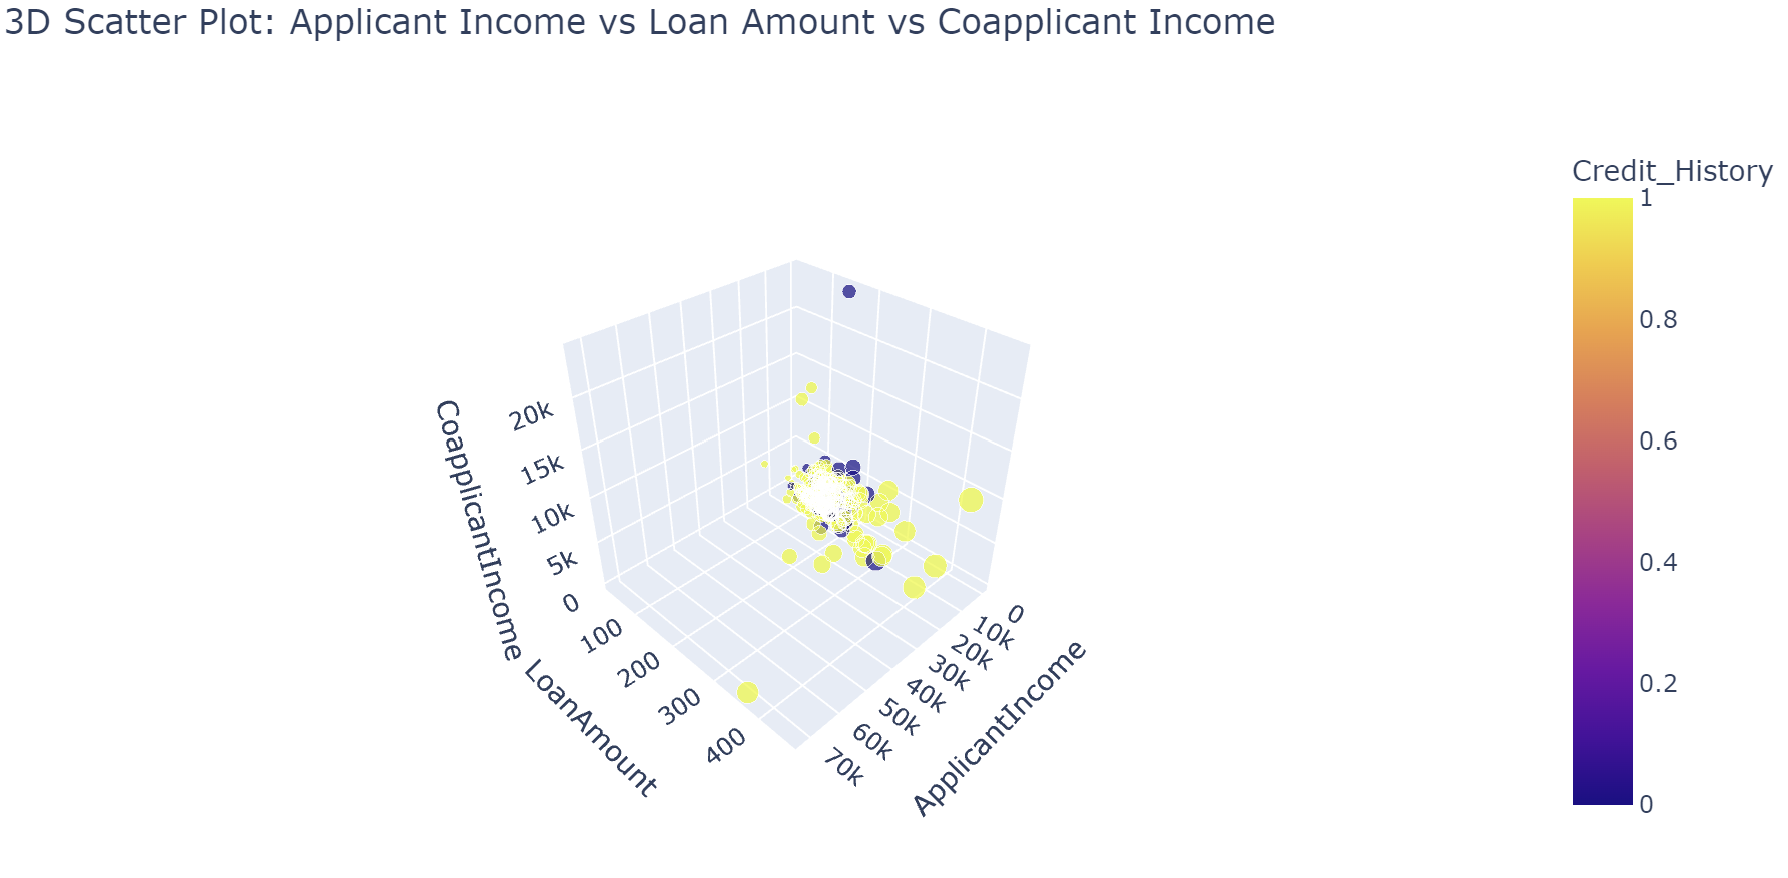 3D Scatter Plot: Applicant Income vs Loan Amount vs Coapplicant Income
Credit_History
1
0.8
0.6
0.4
0.2
0
CoapplicantIncome
20k
15k
10k
5k
0
LoanAmount
100
200
300
400
ApplicantIncome
0
10k
20k
30k
40k
50k
60k
70k